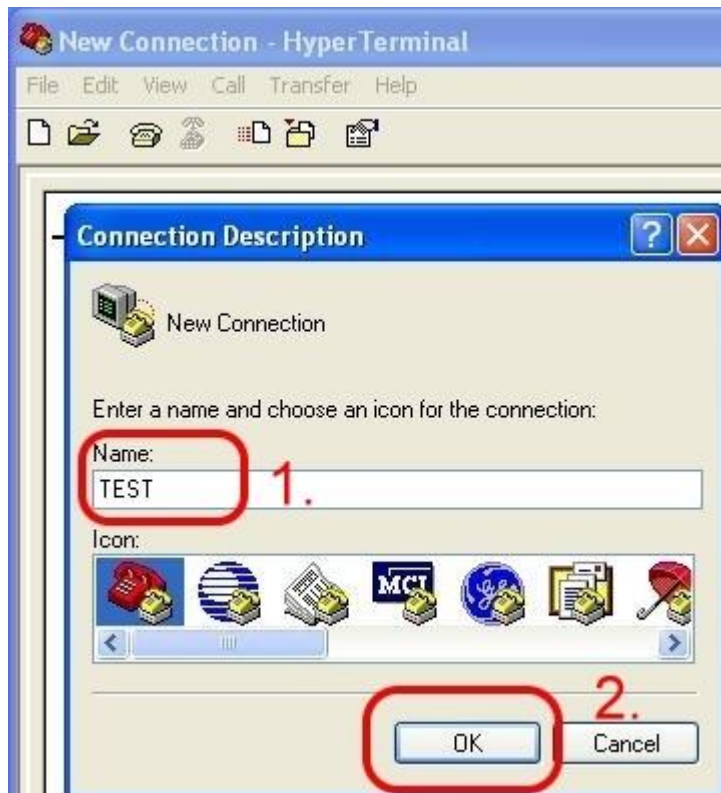 New Connection - HyperTerminal
File Edit View Call Transfer Help
Connection Description
New Connection
Enter a name and choose an icon for the connection:
Name:
TEST
1.
Icon:
MCI
2.
OK Cancel